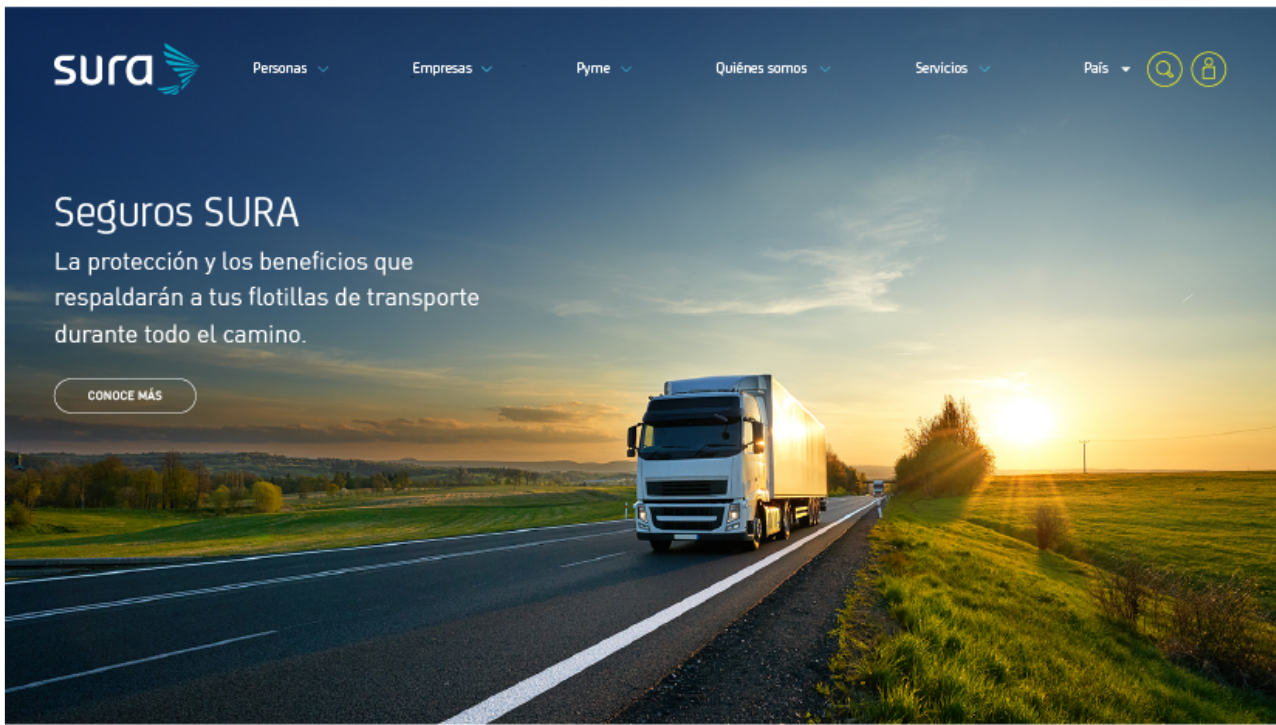 sura
Personas
Empresas
Pyme
Quiénes somos
Servicios
País
Seguros SURA
La protección y los beneficios que
respaldarán a tus flotillas de transporte
durante todo el camino.
CONOCE MÁS